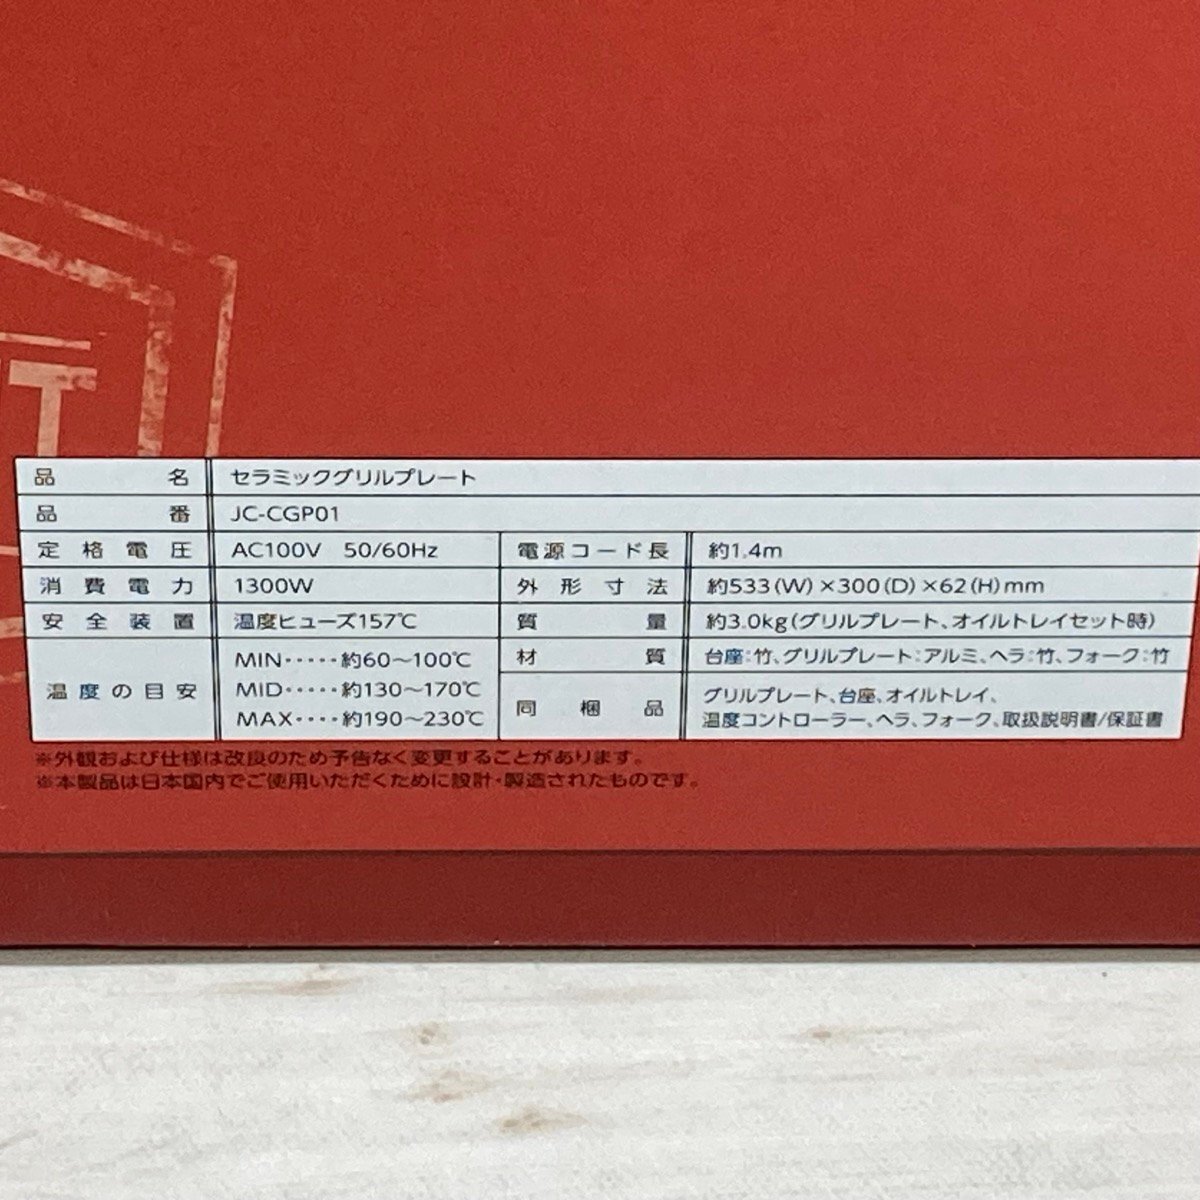 T
品名 セラミックグリルプレート
品番 JC-CGP01
定格電圧 AC100V 50/60Hz 電源コード長 約1.4m
消費電力 1300W 外形寸法 約533(W)×300(D)×62(H)mm
安全装置 温度ヒューズ157℃ 質量 約3.0kg(グリルプレート、オイルトレイセット時)
温度の目安 MIN・・・・・約60～100℃
MID・・・・・約130～170℃
MAX・・・・約190～230℃
材質 台座:竹、グリルプレート:アルミ、ヘラ:竹、フォーク:竹
同梱品 グリルプレート、台座、オイルトレイ、
温度コントローラー、ヘラ、フォーク、取扱説明書/保証書
※外観および仕様は改良のため予告なく変更することがあります。
※本製品は日本国内でご使用いただくために設計・製造されたものです。